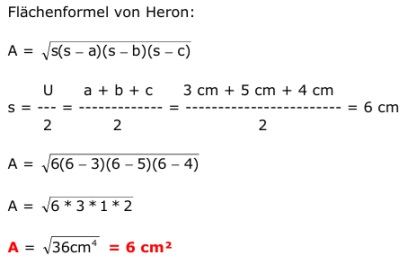 Flächenformel von Heron:
A = √s(s – a)(s – b)(s – c)
U a + b + c 3 cm + 5 cm + 4 cm
s = --- = ------------- = ------------------------ = 6 cm
2 2 2
A = √6(6 – 3)(6 – 5)(6 – 4)
A = √6 * 3 * 1 * 2
A = √36cm⁴ = 6 cm²